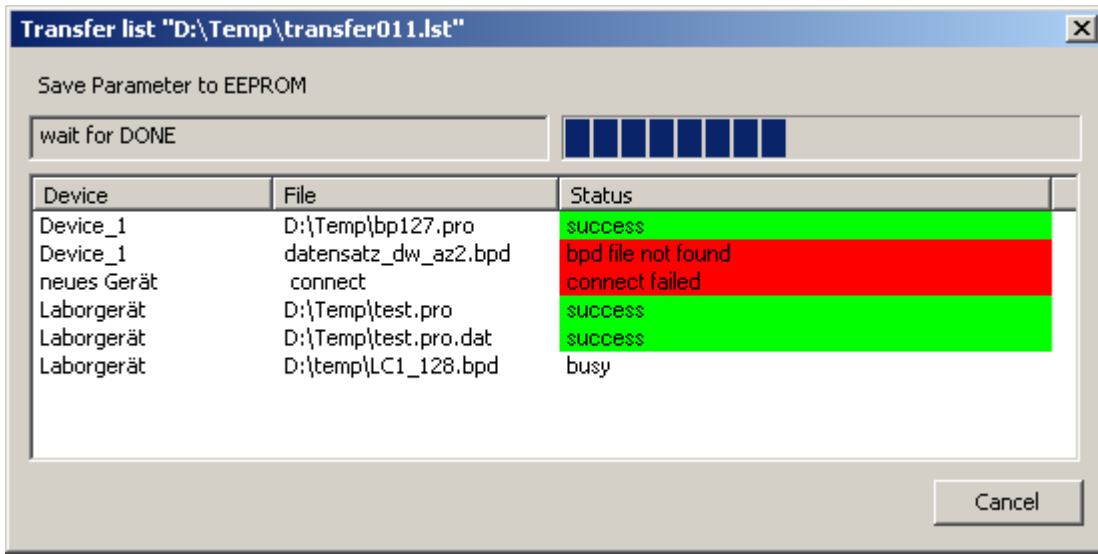 Transfer list "D:\Temp\transfer011.lst"
Save Parameter to EEPROM
wait for DONE
Device File Status
Device_1 D:\Temp\bp127.pro success
Device_1 datensatz_dw_az2.bpd bpd file not found
neues Gerät connect connect failed
Laborgerät D:\Temp\test.pro success
Laborgerät D:\Temp\test.pro.dat success
Laborgerät D:\temp\LC1_128.bpd busy
Cancel